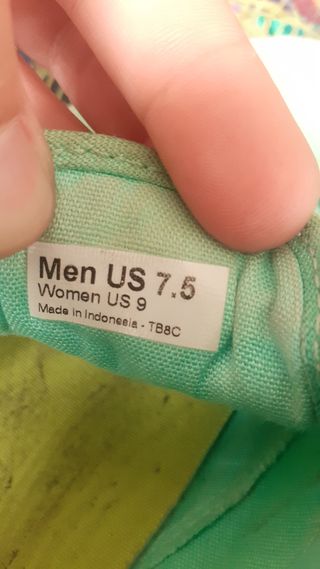 Men US 7.5
Women US 9
Made in Indonesia - TB8C